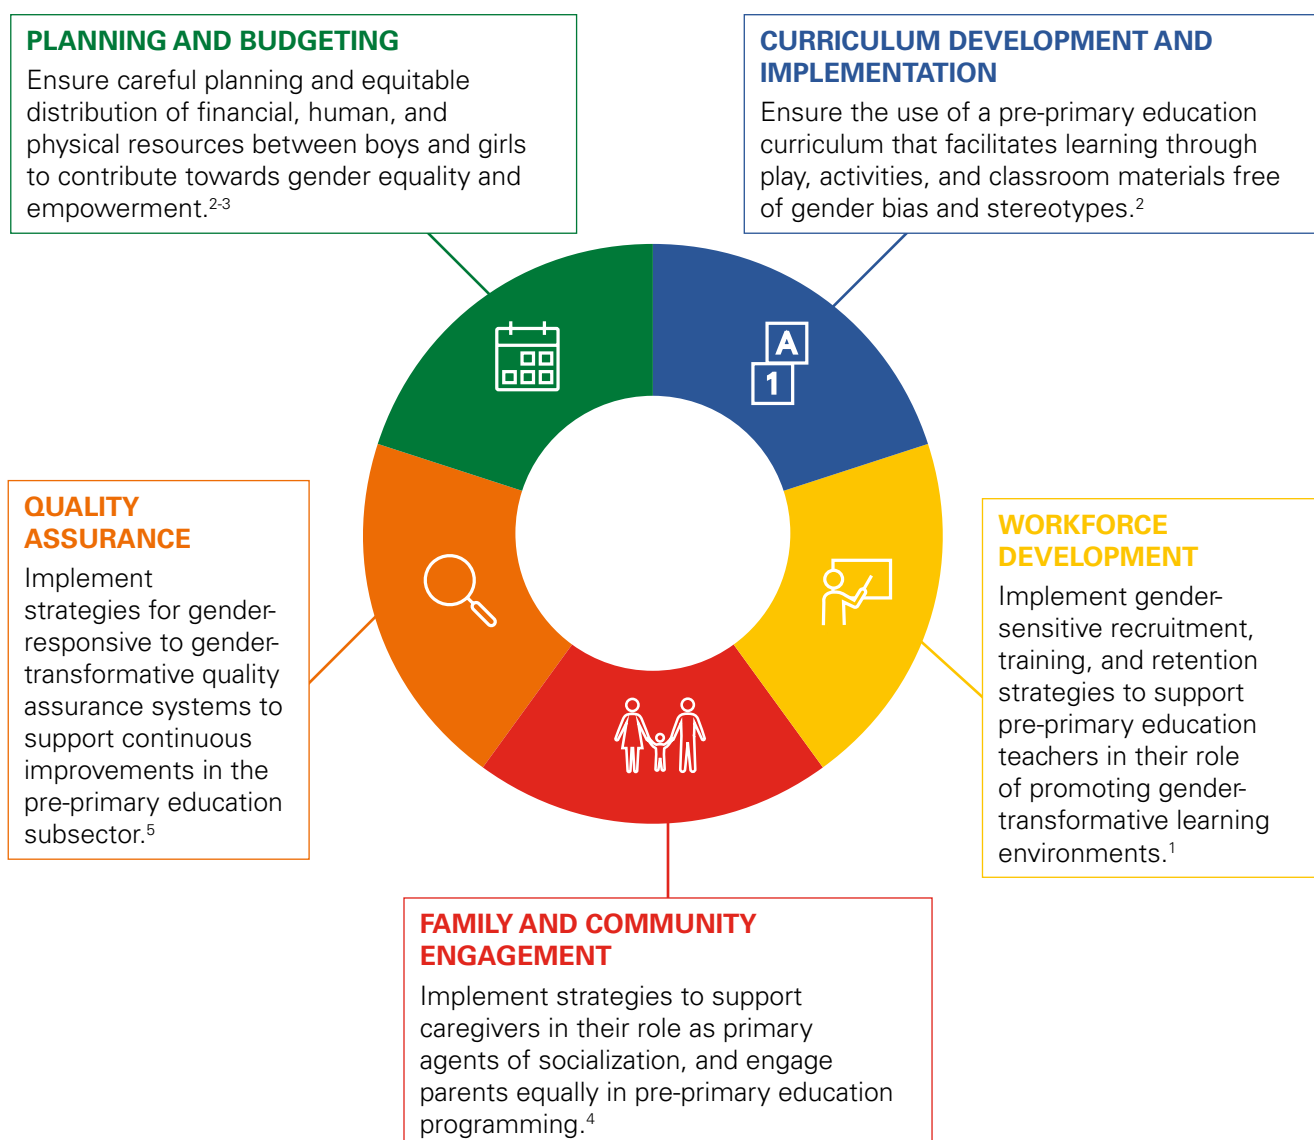 PLANNING AND BUDGETING
Ensure careful planning and equitable
distribution of financial, human, and
physical resources between boys and girls
to contribute towards gender equality and
empowerment.2-3
CURRICULUM DEVELOPMENT AND
IMPLEMENTATION
Ensure the use of a pre-primary education
curriculum that facilitates learning through
play, activities, and classroom materials free
of gender bias and stereotypes.2
A
1
QUALITY
ASSURANCE
Implement
strategies for gender-
responsive to gender-
transformative quality
assurance systems to
support continuous
improvements in the
pre-primary education
subsector.5
WORKFORCE
DEVELOPMENT
Implement gender-
sensitive recruitment,
training, and retention
strategies to support
pre-primary education
teachers in their role
of promoting gender-
transformative learning
environments.1
FAMILY AND COMMUNITY
ENGAGEMENT
Implement strategies to support
caregivers in their role as primary
agents of socialization, and engage
parents equally in pre-primary education
programming.4